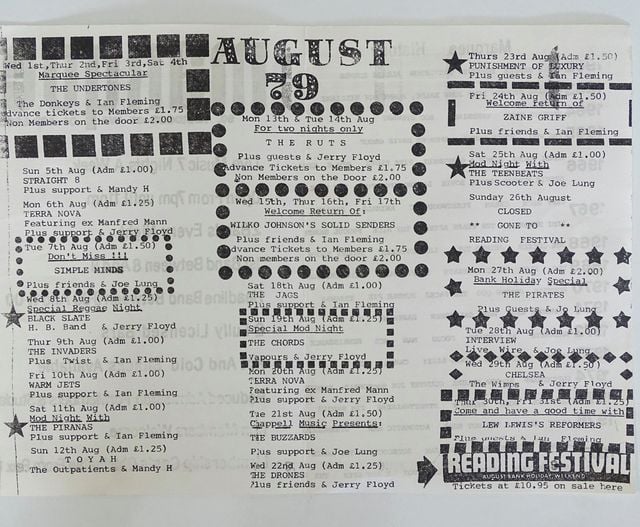 AUGUST
79
Wed 1st,Thur 2nd,Fri 3rd,Sat 4th
Marquee Spectacular
THE UNDERTONES
The Donkeys & Ian Fleming
Advance Tickets to Members £1.75
Non Members on the door £2.00
Sun 5th Aug (Adm £1.25)
STRAIGHT 8
Plus support & Mandy H
Mon 6th Aug (Adm £1.25)
TERRA NOVA
Featuring ex Manfred Mann
Plus support & Jerry Floyd
Tue 7th Aug (Adm £1.50)
Don't Miss !!!
SIMPLE MINDS
Plus Friends & Joe Lung
Wed 8th Aug (Adm £1.25)
Special Reggae Night
BLACK SLATE
H. B. Band & Jerry Floyd
Thur 9th Aug (Adm £1.00)
THE INVADERS
Plus Twist & Ian Fleming
Fri 10th Aug (Adm £1.00)
WARM JETS
Plus support & Ian Fleming
Sat 11th Aug (Adm £1.00)
Mod Night With
THE PIRANAS
Plus support & Ian Fleming
Sun 12th Aug (Adm £1.25)
TOYAH
The Outpatients & Mandy H
Mon 13th & Tue 14th Aug
For two nights only
THE RUTS
Plus guests & Jerry Floyd
Advance Tickets to Members £1.75
Non Members on the Door £2.00
Wed 15th, Thur 16th, Fri 17th
Welcome Return Of:
WILKO JOHNSON'S SOLID SENDERS
Plus friends & Ian Fleming
Advance Tickets to Members £1.75
Non members on the door £2.00
Sat 18th Aug (Adm £1.00)
THE JAGS
Plus support & Ian Fleming
Sun 19th Aug (Adm £1.25)
Special Mod Night
THE CHORDS
Vapours & Jerry Floyd
Mon 20th Aug (Adm £1.25)
TERRA NOVA
Featuring ex Manfred Mann
Plus support & Jerry Floyd
Tue 21st Aug (Adm £1.50)
Chappell Music Presents:
THE BUZZARDS
Plus support & Joe Lung
Wed 22nd Aug (Adm £1.25)
THE DRONES
Plus friends & Jerry Floyd
Thurs 23rd Aug (Adm £1.50)
PUNISHMENT OF LUXURY
Plus guests & Ian Fleming
Fri 24th Aug (Adm £1.50)
Welcome Return of
ZAINE GRIFF
Plus friends & Ian Fleming
Sat 25th Aug (Adm £1.00)
Mod Night With
THE TEENBEATS
Plus Scooter & Joe Lung
Sunday 26th August
CLOSED
** GONE TO **
READING FESTIVAL
Mon 27th Aug (Adm £2.00)
Bank Holiday Special
THE PIRATES
Plus Guests & Jo Lung
Tue 28th Aug (Adm £1.00)
INTERVIEW
Live Wire & Joe Lung
Wed 29th Aug (Adm £1.50)
CHELSEA
The Wimps & Jerry Floyd
Thur 30th, Fri 31st (Adm £1.25)
Come and have a good time with
LEW LEWIS'S REFORMERS
Plus guests & Ian Fleming
READING FESTIVAL
AUGUST BANK HOLIDAY WEEKEND
Tickets at £10.95 on sale here